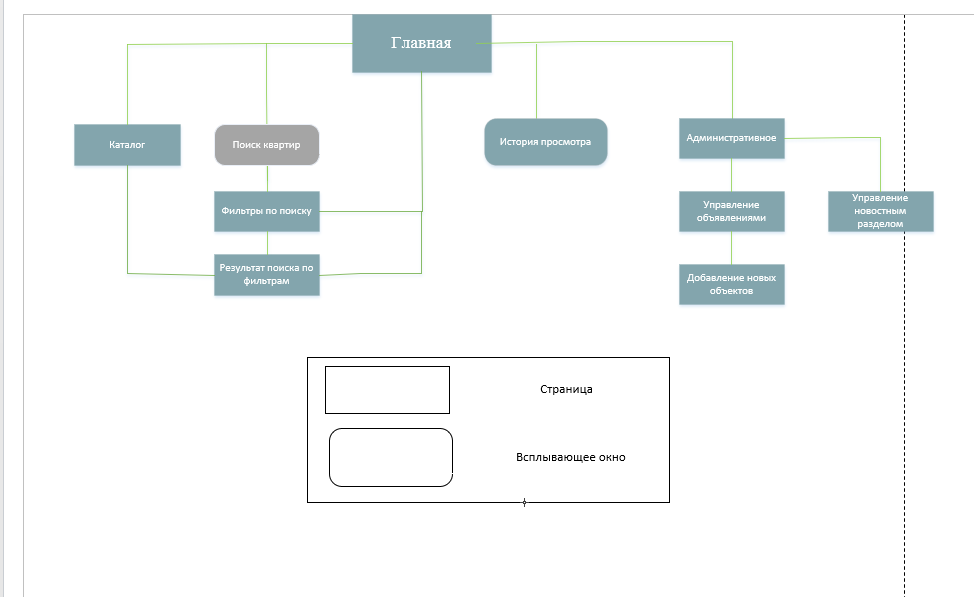 Главная
Каталог
Поиск квартир
История просмотра
Административное
Фильтры по поиску
Управление
объявлениями
Управление
новостным
разделом
Результат поиска по
фильтрам
Добавление новых
объектов
Страница
Всплывающее окно